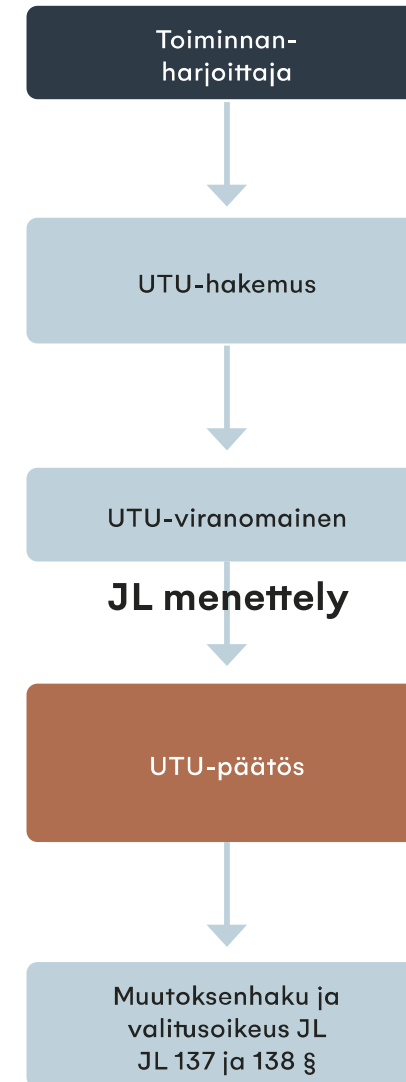 Toiminnan-
harjoittaja
UTU-hakemus
UTU-viranomainen
JL menettely
UTU-päätös
Muutoksenhaku ja
valitusoikeus JL
JL 137 ja 138 §